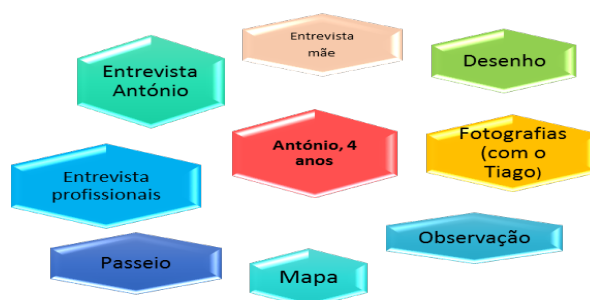 Entrevista
mãe
Entrevista
António
Desenho
António, 4
anos
Fotografias
(com o
Tiago)
Entrevista
profissionais
Observação
Passeio
Mapa